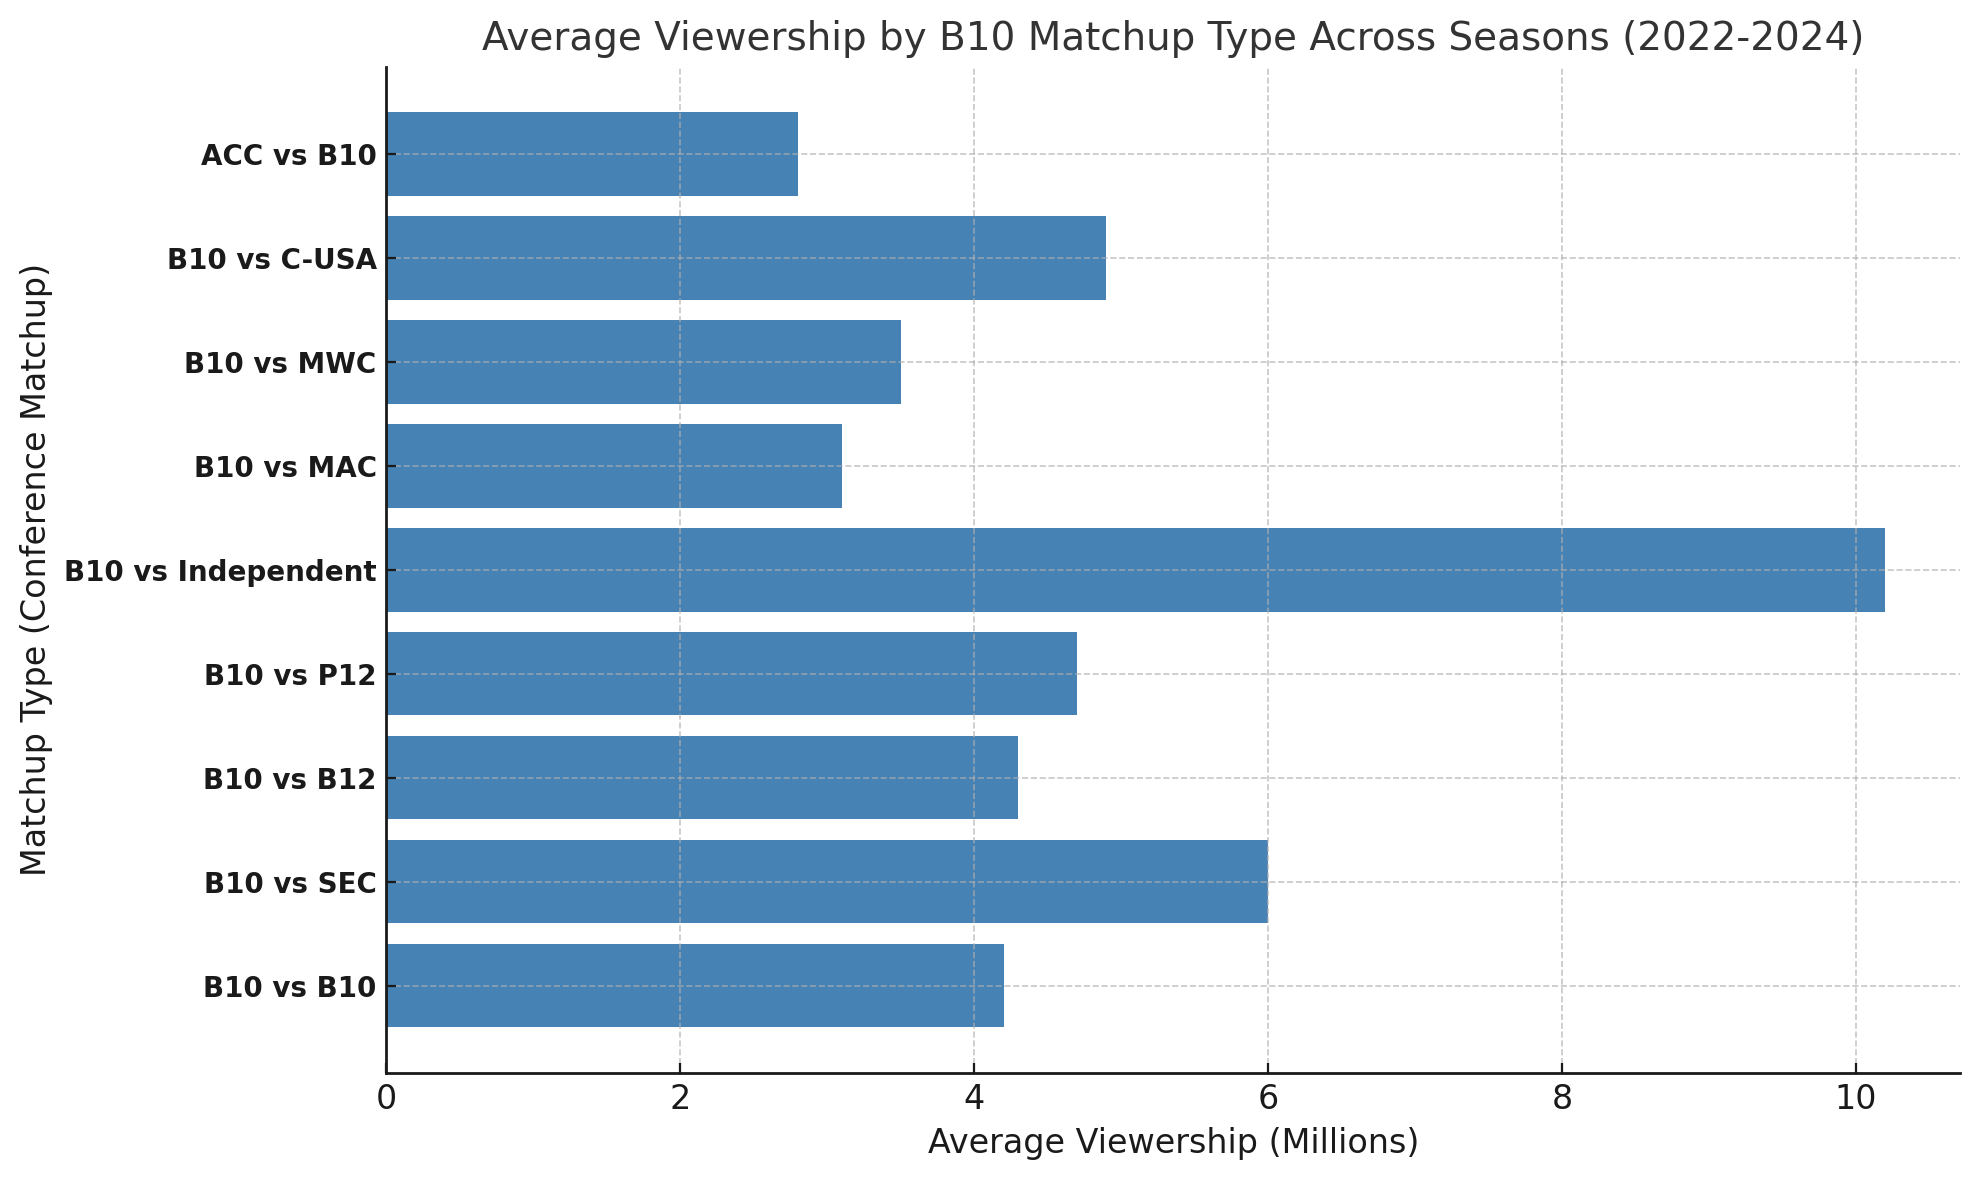 Average Viewership by B10 Matchup Type Across Seasons (2022-2024)
Matchup Type (Conference Matchup)
ACC vs B10
B10 vs C-USA
B10 vs MWC
B10 vs MAC
B10 vs Independent
B10 vs P12
B10 vs B12
B10 vs SEC
B10 vs B10
0 2 4 6 8 10
Average Viewership (Millions)